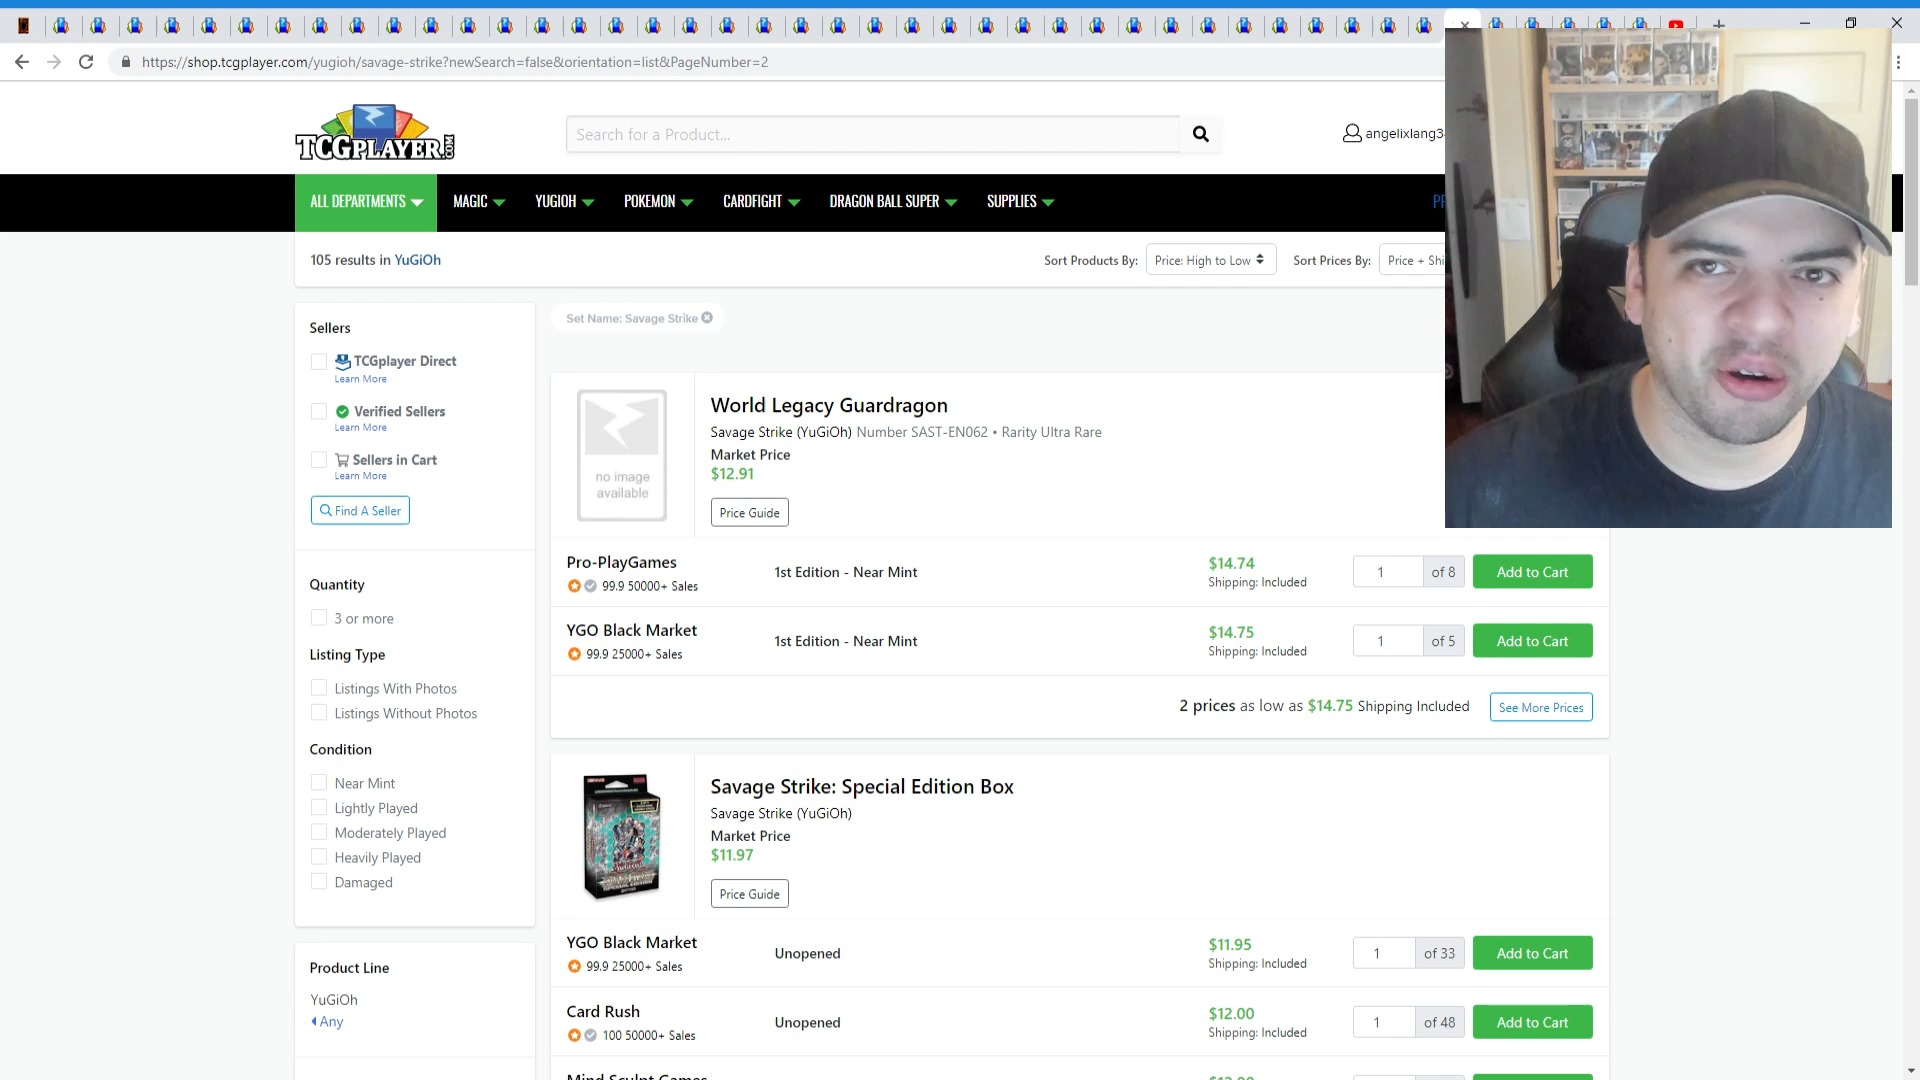 https://shop.tcgplayer.com/yugioh/savage-strike?newSearch=false&orientation=list&PageNumber=2
TCGPLAYER.COM
Search for a Product...
angelixlang3
ALL DEPARTMENTS MAGIC YUGIOH POKEMON CARDFIGHT DRAGON BALL SUPER SUPPLIES
105 results in YuGiOh
Sort Products By: Price: High to Low Sort Prices By: Price + Shi
Sellers
TCGplayer Direct
Learn More
Verified Sellers
Learn More
Sellers in Cart
Learn More
Find A Seller
Quantity
3 or more
Listing Type
Listings With Photos
Listings Without Photos
Condition
Near Mint
Lightly Played
Moderately Played
Heavily Played
Damaged
Product Line
YuGiOh
Any
Set Name: Savage Strike
no image
available
World Legacy Guardragon
Savage Strike (YuGiOh) Number SAST-EN062 • Rarity Ultra Rare
Market Price
$12.91
Price Guide
Pro-PlayGames
99.9 50000+ Sales
1st Edition - Near Mint
$14.74
Shipping: Included
1 of 8
Add to Cart
YGO Black Market
99.9 25000+ Sales
1st Edition - Near Mint
$14.75
Shipping: Included
1 of 5
Add to Cart
2 prices as low as $14.75 Shipping Included
See More Prices
Savage Strike: Special Edition Box
Savage Strike (YuGiOh)
Market Price
$11.97
Price Guide
YGO Black Market
99.9 25000+ Sales
Unopened
$11.95
Shipping: Included
1 of 33
Add to Cart
Card Rush
100 50000+ Sales
Unopened
$12.00
Shipping: Included
1 of 48
Add to Cart